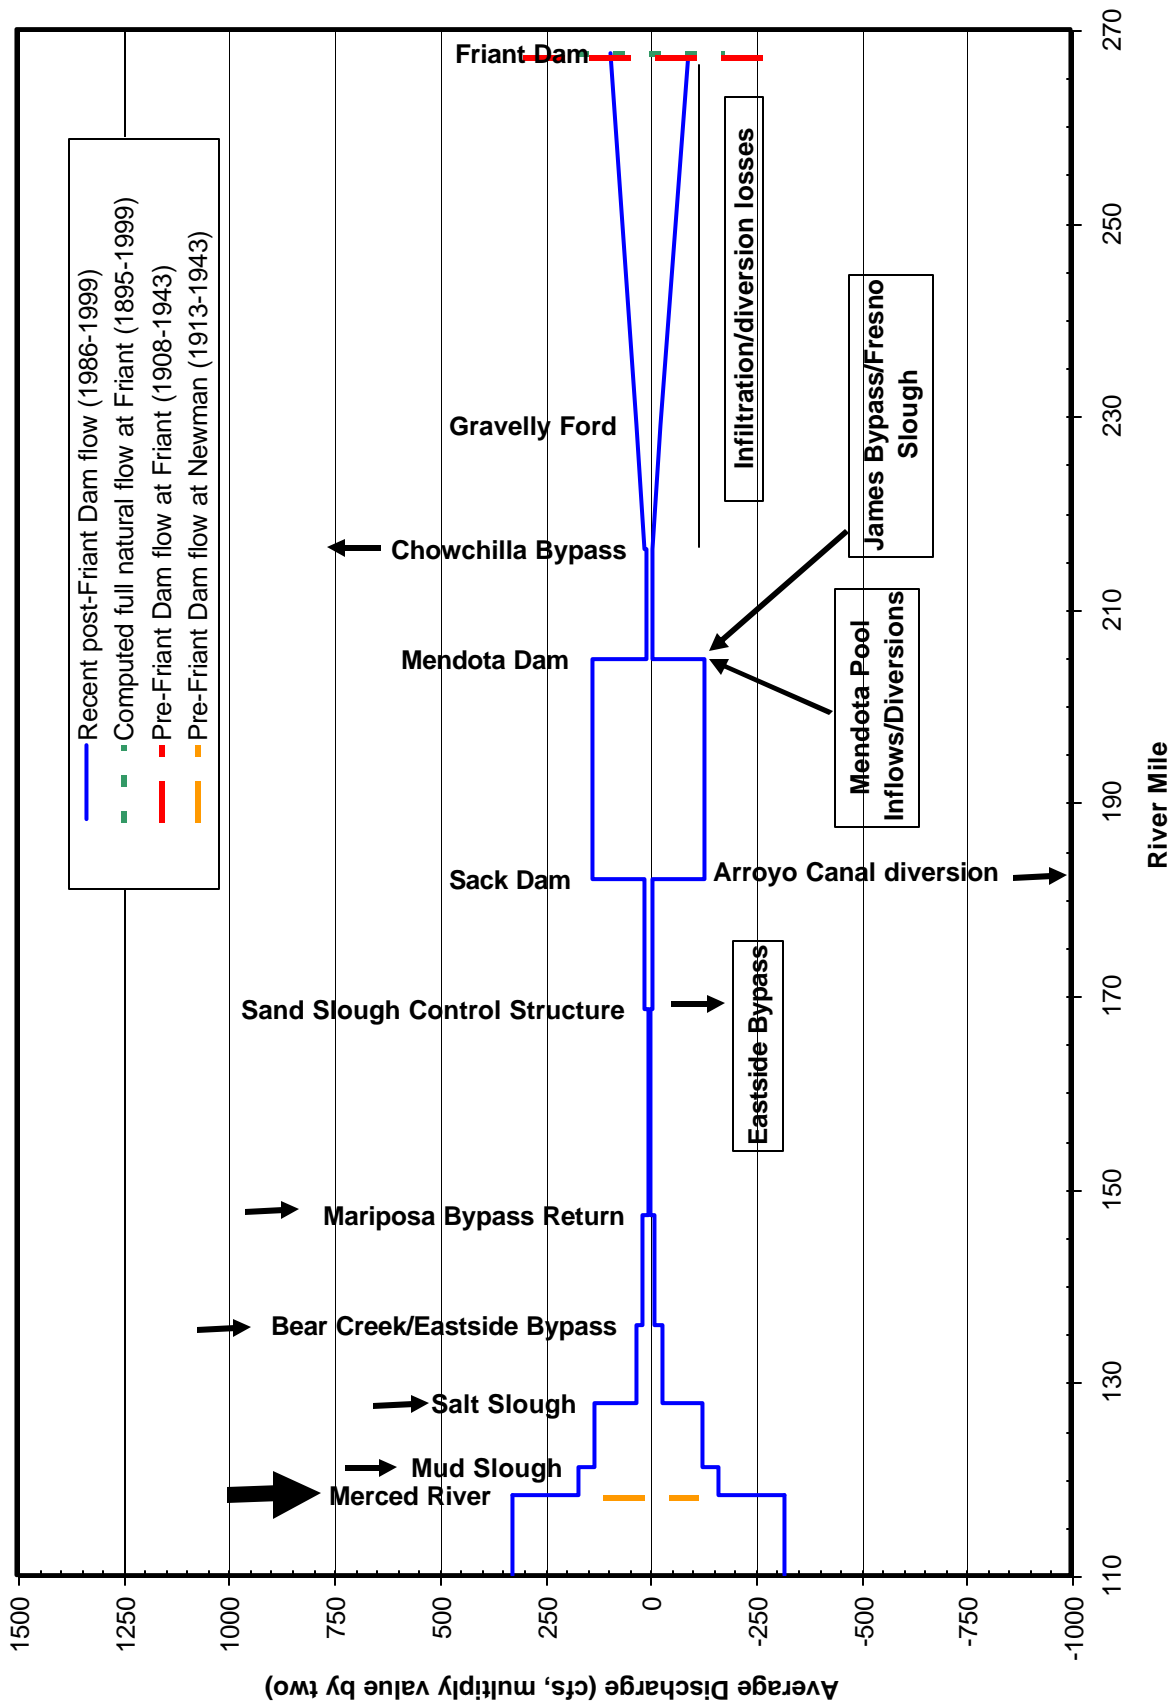 Recent post-Friant Dam flow (1986-1999)
Computed full natural flow at Friant (1895-1999)
Pre-Friant Dam flow at Friant (1908-1943)
Pre-Friant Dam flow at Newman (1913-1943)
Average Discharge (cfs, multiply value by two)
1500
1250
1000
750
500
250
0
-250
-500
-750
-1000
Merced River
Mud Slough
Salt Slough
Bear Creek/Eastside Bypass
Mariposa Bypass Return
Sand Slough Control Structure
Sack Dam
Mendota Dam
Chowchilla Bypass
Gravelly Ford
Friant Dam
Eastside Bypass
Arroyo Canal diversion
Mendota Pool
Inflows/Diversions
James Bypass/Fresno
Slough
Infiltration/diversion losses
110
130
150
170
190
210
230
250
270
River Mile